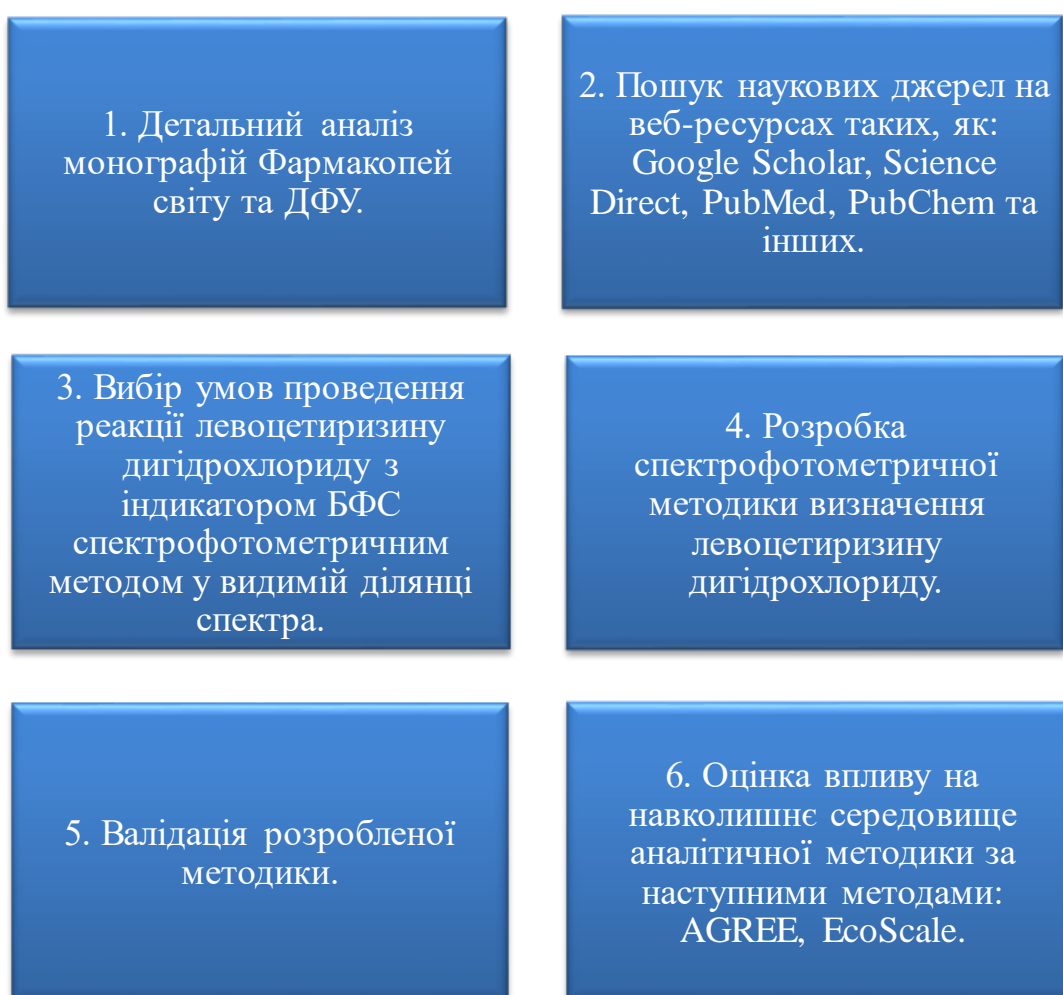 1. Детальний аналіз
монографій Фармакопей
світу та ДФУ.
2. Пошук наукових джерел на
веб-ресурсах таких, як:
Google Scholar, Science
Direct, PubMed, PubChem та
інших.
3. Вибір умов проведення
реакції левоцетиризину
дигідрохлориду з
індикатором БФС
спектрофотометричним
методом у видимій ділянці
спектра.
4. Розробка
спектрофотометричної
методики визначення
левоцетиризину
дигідрохлориду.
5. Валідація розробленої
методики.
6. Оцінка впливу на
навколишнє середовище
аналітичної методики за
наступними методами:
AGREE, EcoScale.